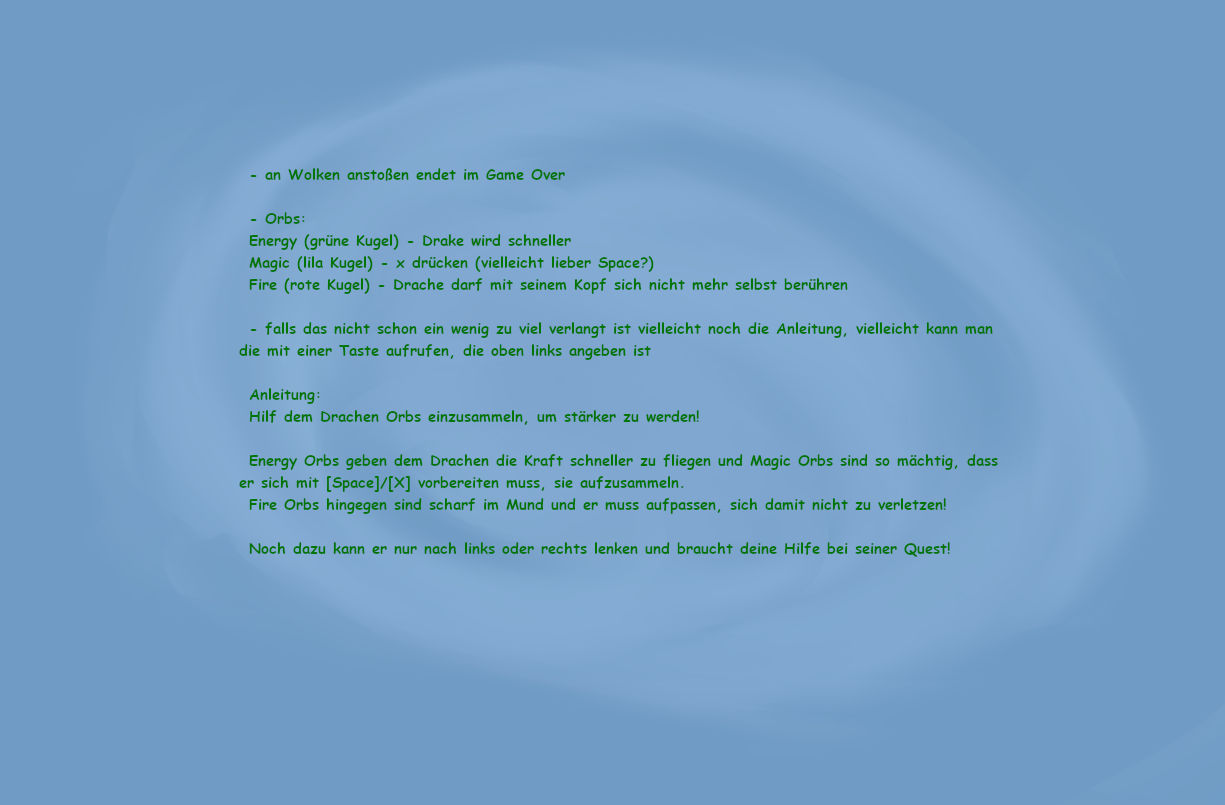 - an Wolken anstoßen endet im Game Over
- Orbs:
Energy (grüne Kugel) - Drake wird schneller
Magic (lila Kugel) - x drücken (vielleicht lieber Space?)
Fire (rote Kugel) - Drache darf mit seinem Kopf sich nicht mehr selbst berühren
- falls das nicht schon ein wenig zu viel verlangt ist vielleicht noch die Anleitung, vielleicht kann man
die mit einer Taste aufrufen, die oben links angeben ist
Anleitung:
Hilf dem Drachen Orbs einzusammeln, um stärker zu werden!
Energy Orbs geben dem Drachen die Kraft schneller zu fliegen und Magic Orbs sind so mächtig, dass
er sich mit [Space]/[X] vorbereiten muss, sie aufzusammeln.
Fire Orbs hingegen sind scharf im Mund und er muss aufpassen, sich damit nicht zu verletzen!
Noch dazu kann er nur nach links oder rechts lenken und braucht deine Hilfe bei seiner Quest!